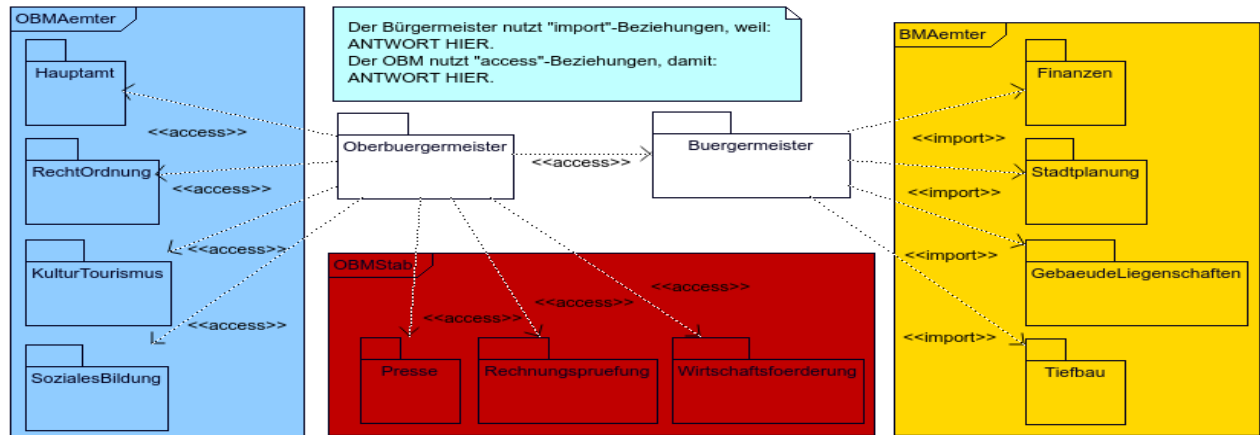 OBMAemter
Hauptamt
<<access>>
RechtOrdnung
<<access>>
KulturTourismus
<<access>>
<<access>>
SozialesBildung
Der Bürgermeister nutzt "import"-Beziehungen, weil:
ANTWORT HIER.
Der OBM nutzt "access"-Beziehungen, damit:
ANTWORT HIER.
Oberbuergermeister
<<access>>
Buergermeister
OBMStab
<<access>>
<<access>>
<<access>>
Presse
Rechnungspruefung
Wirtschaftsfoerderung
BMAemter
Finanzen
<<import>>
Stadtplanung
<<import>>
<<import>>
GebaeudeLiegenschaften
<<import>>
Tiefbau